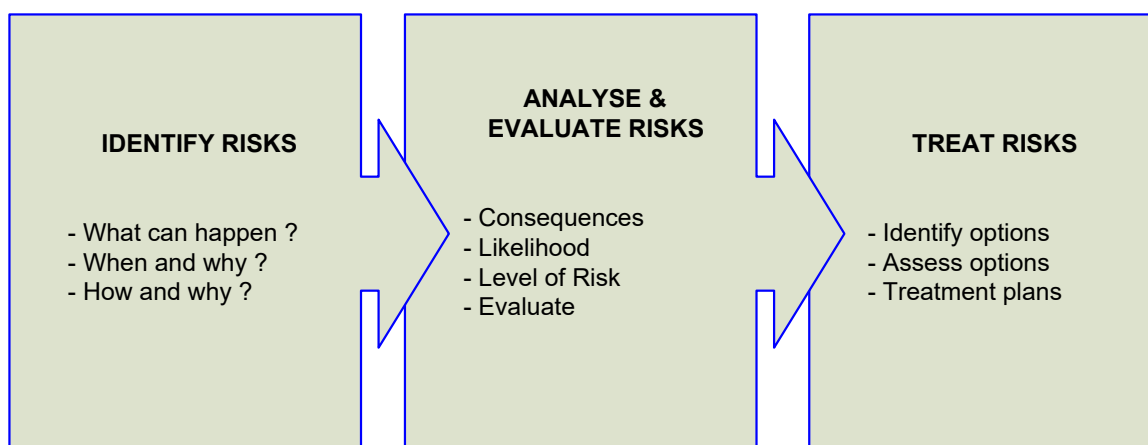 IDENTIFY RISKS
- What can happen ?
- When and why ?
- How and why ?
ANALYSE &
EVALUATE RISKS
- Consequences
- Likelihood
- Level of Risk
- Evaluate
TREAT RISKS
- Identify options
- Assess options
- Treatment plans